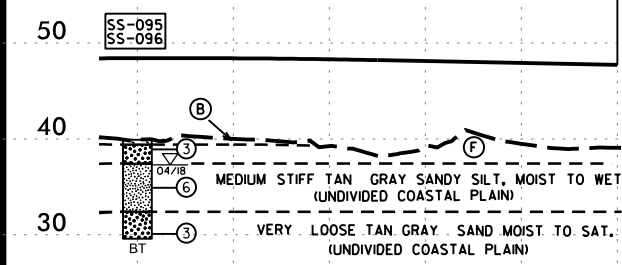 50
SS-095
SS-096
B
40
3
F
04/18
6
MEDIUM STIFF TAN GRAY SANDY SILT, MOIST TO WET
(UNDIVIDED COASTAL PLAIN)
30
3
VERY LOOSE TAN GRAY SAND MOIST TO SAT.
(UNDIVIDED COASTAL PLAIN)
BT